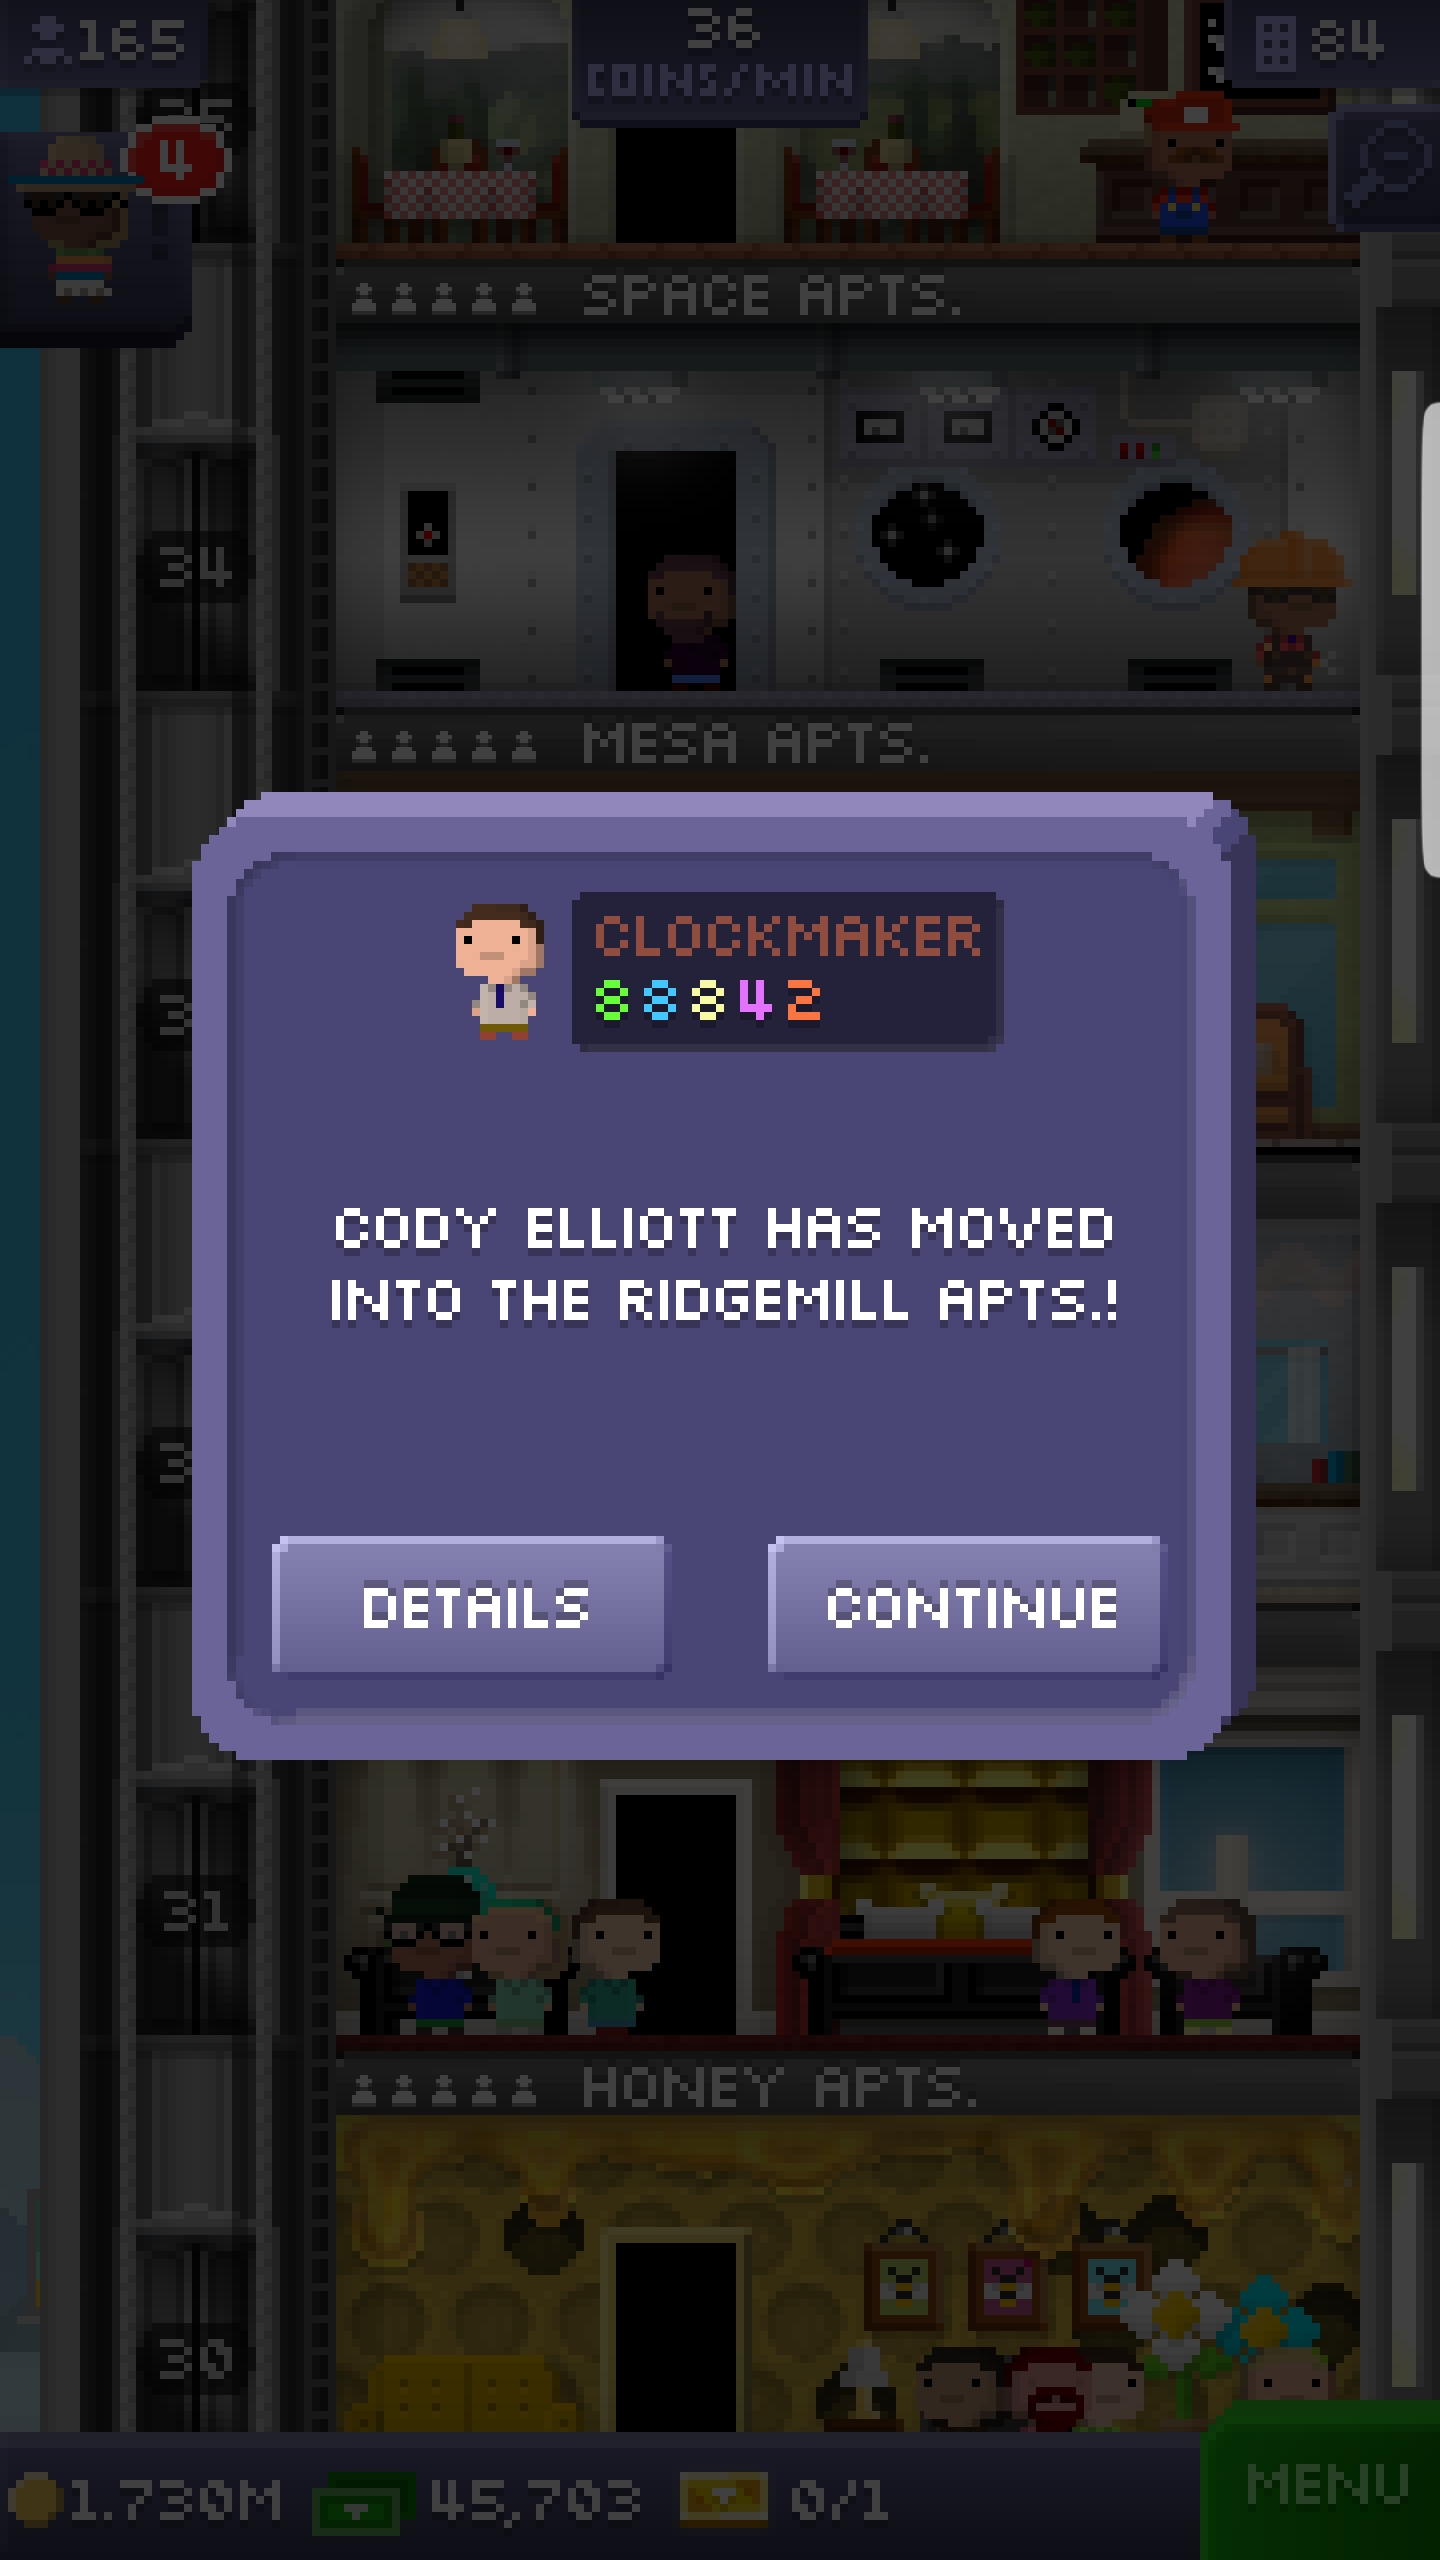 165
36
COINS/MIN
84
4
SPACE APTS.
34
MESA APTS.
CLOCKMAKER
8 8 8 4 2
CODY ELLIOTT HAS MOVED
INTO THE RIDGEMILL APTS.!
DETAILS
CONTINUE
31
HONEY APTS.
30
1.730M
45,703
0/1
MENU